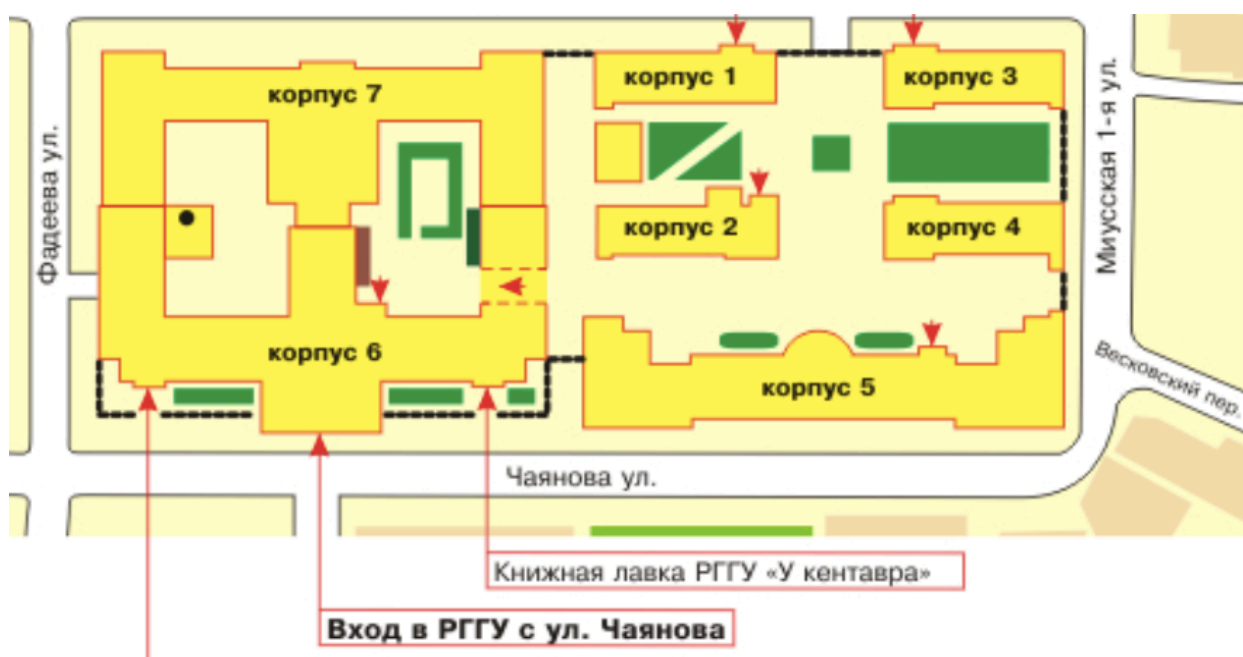 корпус 1
корпус 3
корпус 7
Фадеева ул.
Миусская 1-я ул.
корпус 2
корпус 4
корпус 6
корпус 5
Весковский пер.
Чаянова ул.
Книжная лавка РГГУ «У кентавра»
Вход в РГГУ с ул. Чаянова